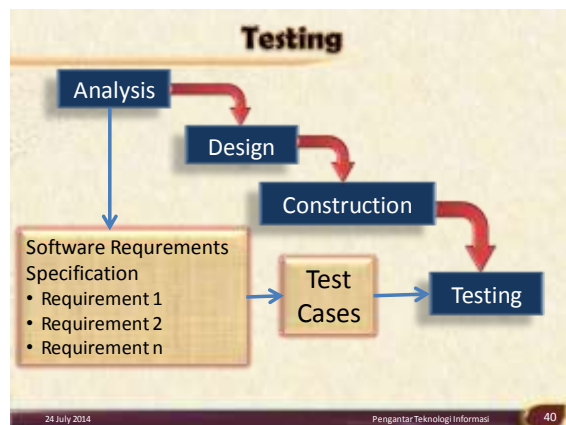 Testing
Analysis
Design
Construction
Software Requrements
Specification
• Requirement 1
• Requirement 2
• Requirement n
Test
Cases
Testing
24 July 2014
Pengantar Teknologi Informasi
40